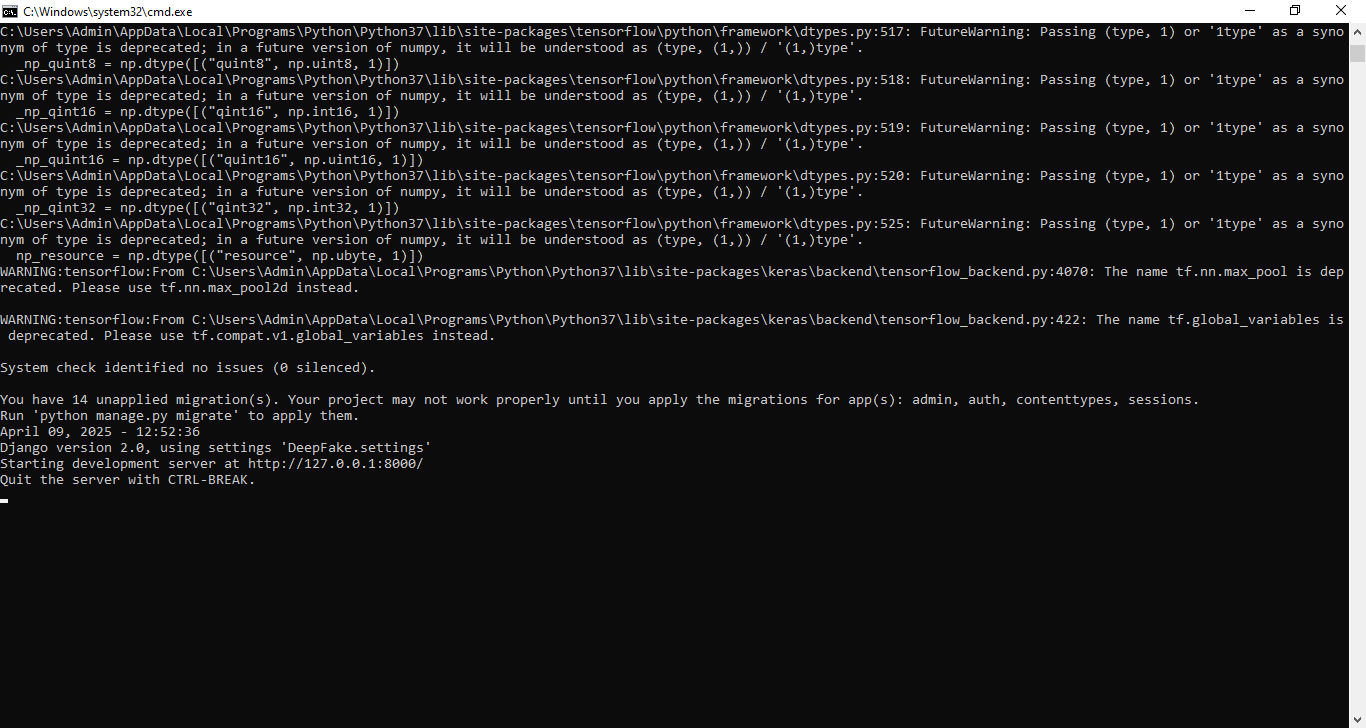 C:\Windows\system32\cmd.exe
C:\Users\Admin\AppData\Local\Programs\Python\Python37\lib\site-packages\tensorflow\python\framework\dtypes.py:517: FutureWarning: Passing (type, 1) or '1type' as a syno
nym of type is deprecated; in a future version of numpy, it will be understood as (type, (1,)) / '(1,)type'.
  _np_quint8 = np.dtype([("quint8", np.uint8, 1)])
C:\Users\Admin\AppData\Local\Programs\Python\Python37\lib\site-packages\tensorflow\python\framework\dtypes.py:518: FutureWarning: Passing (type, 1) or '1type' as a syno
nym of type is deprecated; in a future version of numpy, it will be understood as (type, (1,)) / '(1,)type'.
  _np_qint16 = np.dtype([("qint16", np.int16, 1)])
C:\Users\Admin\AppData\Local\Programs\Python\Python37\lib\site-packages\tensorflow\python\framework\dtypes.py:519: FutureWarning: Passing (type, 1) or '1type' as a syno
nym of type is deprecated; in a future version of numpy, it will be understood as (type, (1,)) / '(1,)type'.
  _np_quint16 = np.dtype([("quint16", np.uint16, 1)])
C:\Users\Admin\AppData\Local\Programs\Python\Python37\lib\site-packages\tensorflow\python\framework\dtypes.py:520: FutureWarning: Passing (type, 1) or '1type' as a syno
nym of type is deprecated; in a future version of numpy, it will be understood as (type, (1,)) / '(1,)type'.
  _np_qint32 = np.dtype([("qint32", np.int32, 1)])
C:\Users\Admin\AppData\Local\Programs\Python\Python37\lib\site-packages\tensorflow\python\framework\dtypes.py:525: FutureWarning: Passing (type, 1) or '1type' as a syno
nym of type is deprecated; in a future version of numpy, it will be understood as (type, (1,)) / '(1,)type'.
  np_resource = np.dtype([("resource", np.ubyte, 1)])
WARNING:tensorflow:From C:\Users\Admin\AppData\Local\Programs\Python\Python37\lib\site-packages\keras\backend\tensorflow_backend.py:4070: The name tf.nn.max_pool is dep
recated. Please use tf.nn.max_pool2d instead.

WARNING:tensorflow:From C:\Users\Admin\AppData\Local\Programs\Python\Python37\lib\site-packages\keras\backend\tensorflow_backend.py:422: The name tf.global_variables is
 deprecated. Please use tf.compat.v1.global_variables instead.

System check identified no issues (0 silenced).

You have 14 unapplied migration(s). Your project may not work properly until you apply the migrations for app(s): admin, auth, contenttypes, sessions.
Run 'python manage.py migrate' to apply them.
April 09, 2025 - 12:52:36
Django version 2.0, using settings 'DeepFake.settings'
Starting development server at http://127.0.0.1:8000/
Quit the server with CTRL-BREAK.